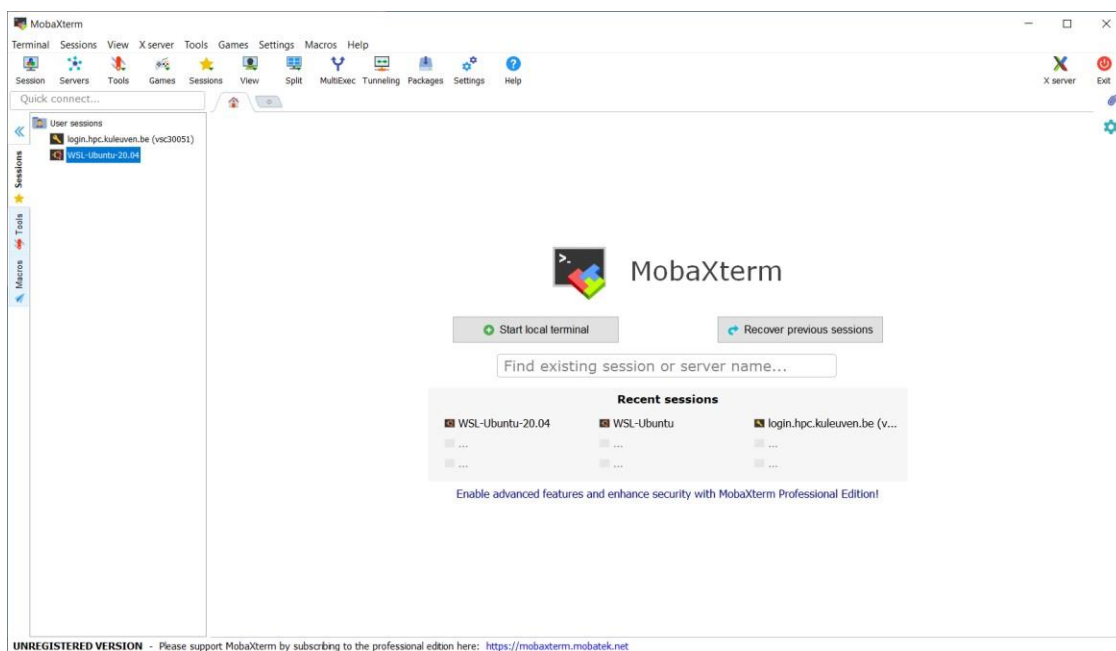 MobaXterm
Terminal Sessions View X server Tools Games Settings Macros Help
Session Servers Tools Games Sessions View Split MultiExec Tunneling Packages Settings Help X server Exit
Quick connect...
User sessions
login.hpc.kuleuven.be (vsc30051)
WSL-Ubuntu-20.04
Sessions
Tools
Macros
>_
MobaXterm
Start local terminal Recover previous sessions
Find existing session or server name...
Recent sessions
WSL-Ubuntu-20.04 WSL-Ubuntu login.hpc.kuleuven.be (v...
... ... ...
... ... ...
Enable advanced features and enhance security with MobaXterm Professional Edition!
UNREGISTERED VERSION - Please support MobaXterm by subscribing to the professional edition here: https://mobaxterm.mobatek.net